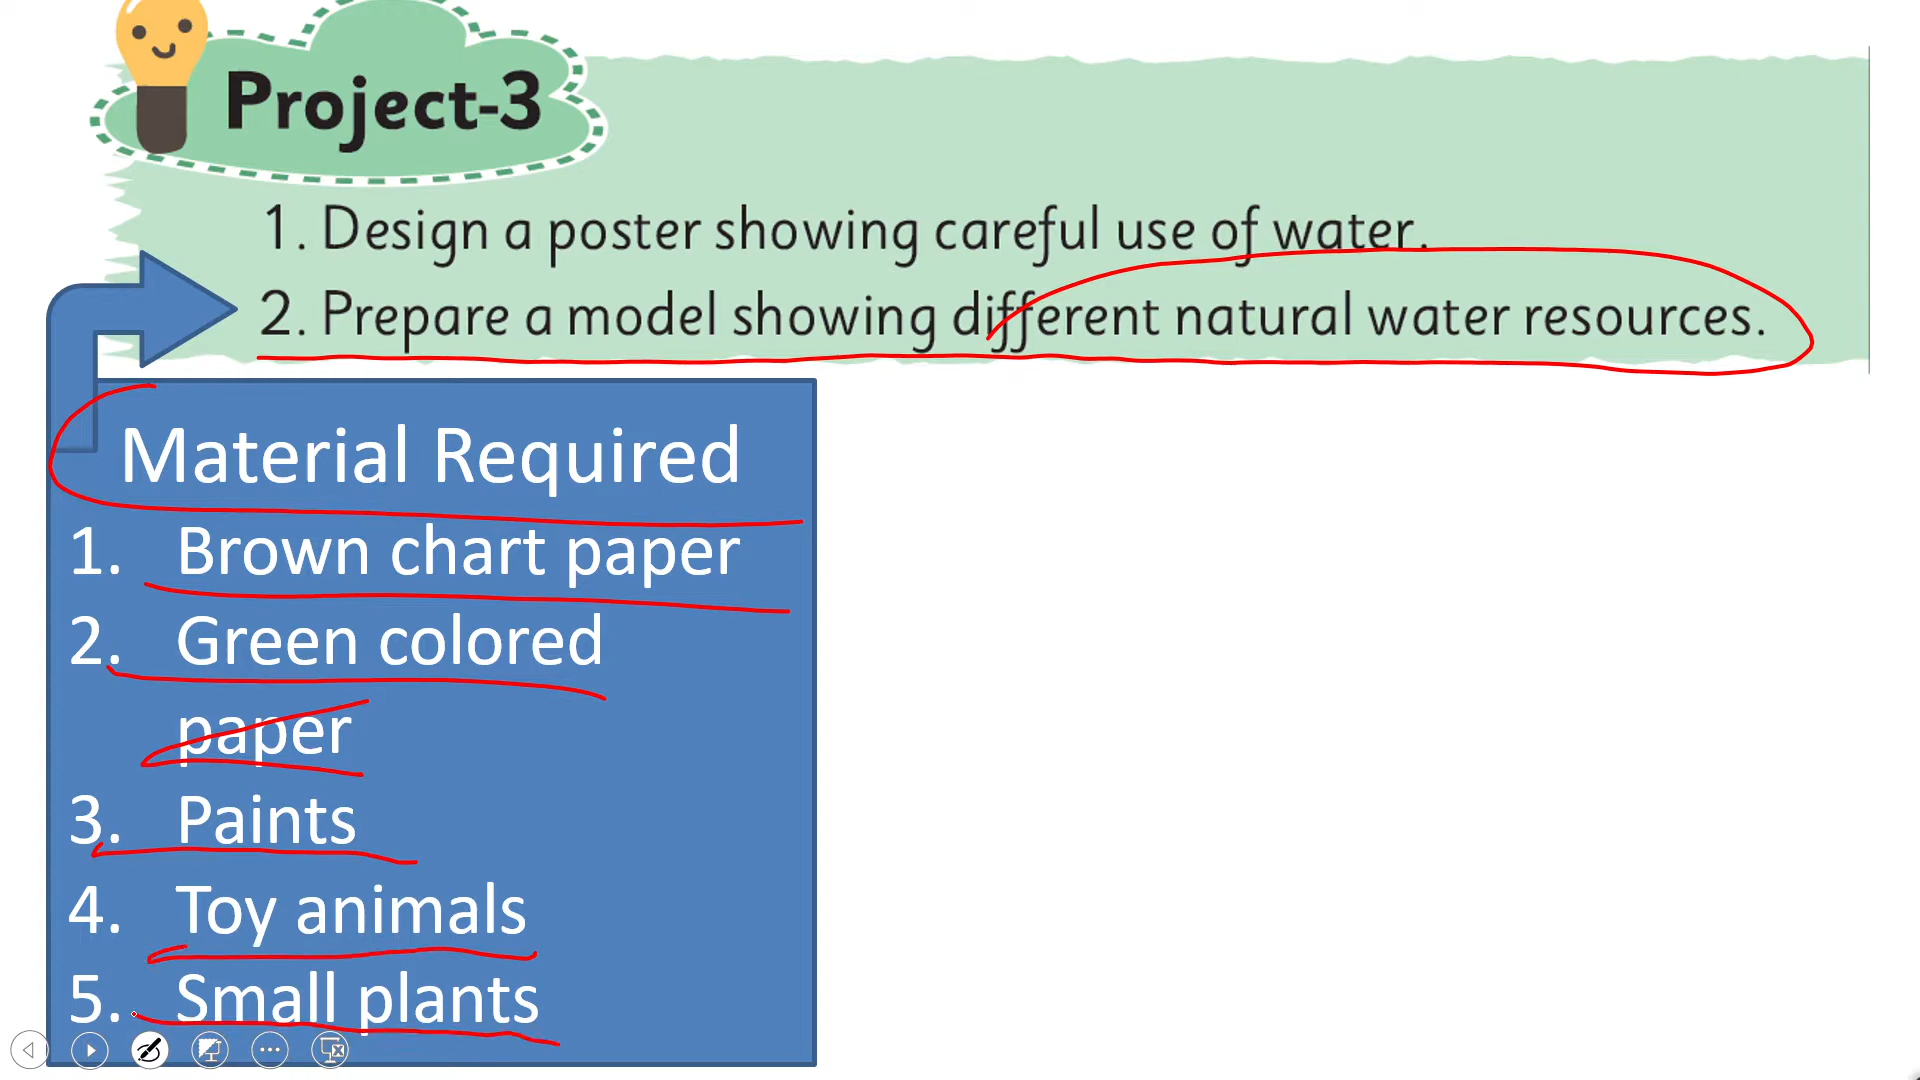 Project-3
1. Design a poster showing careful use of water.
2. Prepare a model showing different natural water resources.
Material Required
1. Brown chart paper
2. Green colored
paper
3. Paints
4. Toy animals
5. Small plants